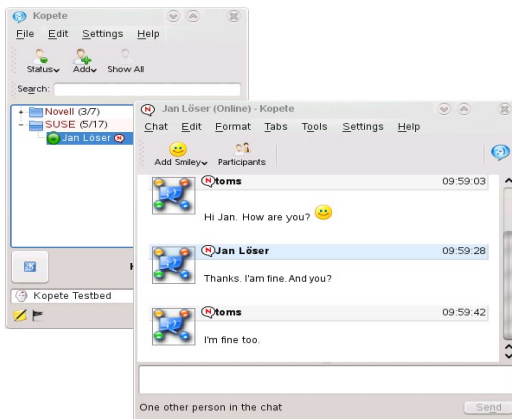 Kopete
File Edit Settings Help
Status Add Show All
Search:
Novell (3/7)
SUSE (5/17)
Jan Löser
Kopete Testbed
Jan Löser (Online) - Kopete
Chat Edit Format Tabs Tools Settings Help
Add Smiley Participants
toms 09:59:03
Hi Jan. How are you?
Jan Löser 09:59:28
Thanks. I'am fine. And you?
toms 09:59:42
I'm fine too.
One other person in the chat
Send